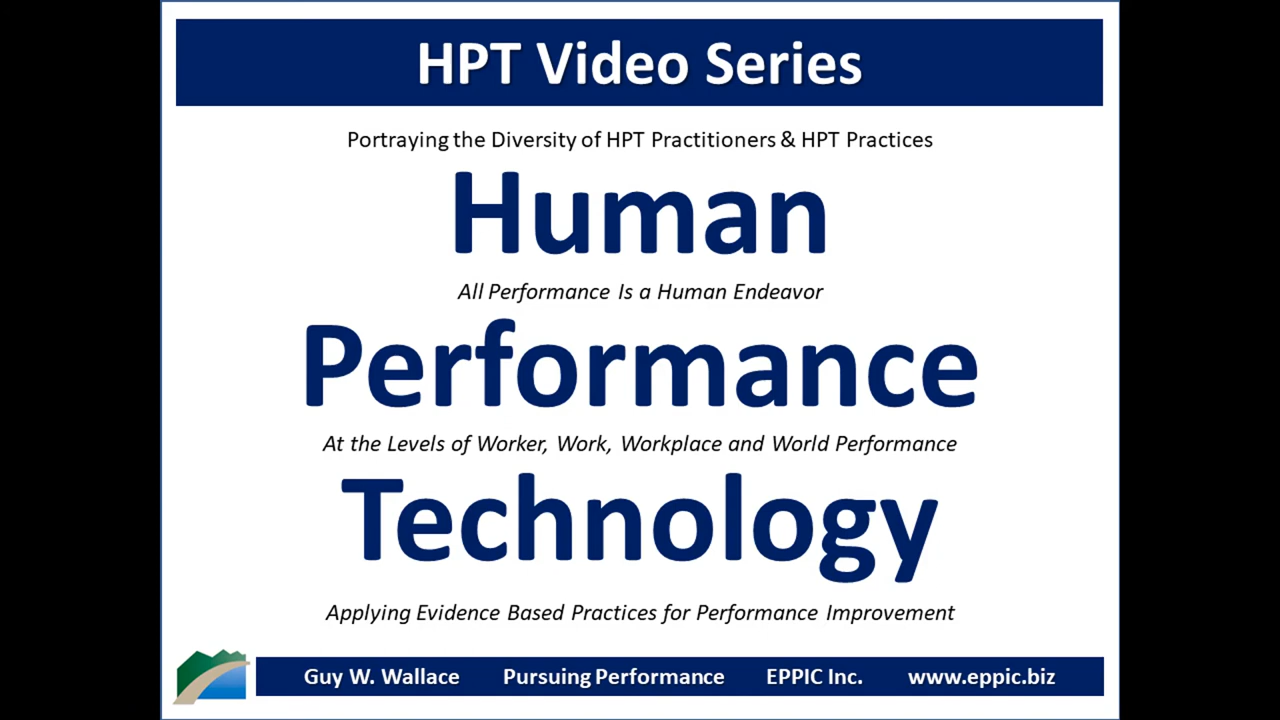 HPT Video Series
Portraying the Diversity of HPT Practitioners & HPT Practices
Human
All Performance Is a Human Endeavor
Performance
At the Levels of Worker, Work, Workplace and World Performance
Technology
Applying Evidence Based Practices for Performance Improvement
Guy W. Wallace Pursuing Performance EPPIC Inc. www.eppic.biz